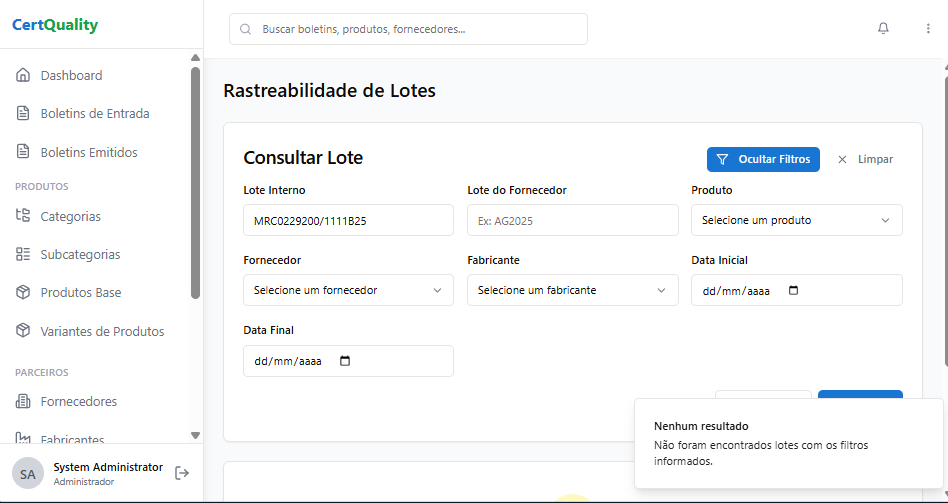 CertQuality
Buscar boletins, produtos, fornecedores...
Dashboard
Boletins de Entrada
Boletins Emitidos
PRODUTOS
Categorias
Subcategorias
Produtos Base
Variantes de Produtos
PARCEIROS
Fornecedores
Fabricantes
SA
System Administrator
Administrador
Rastreabilidade de Lotes
Consultar Lote
Ocultar Filtros
Limpar
Lote Interno
Lote do Fornecedor
Produto
MRC0229200/1111B25
Ex: AG2025
Selecione um produto
Fornecedor
Fabricante
Data Inicial
Selecione um fornecedor
Selecione um fabricante
dd/mm/aaaa
Data Final
dd/mm/aaaa
Nenhum resultado
Não foram encontrados lotes com os filtros
informados.